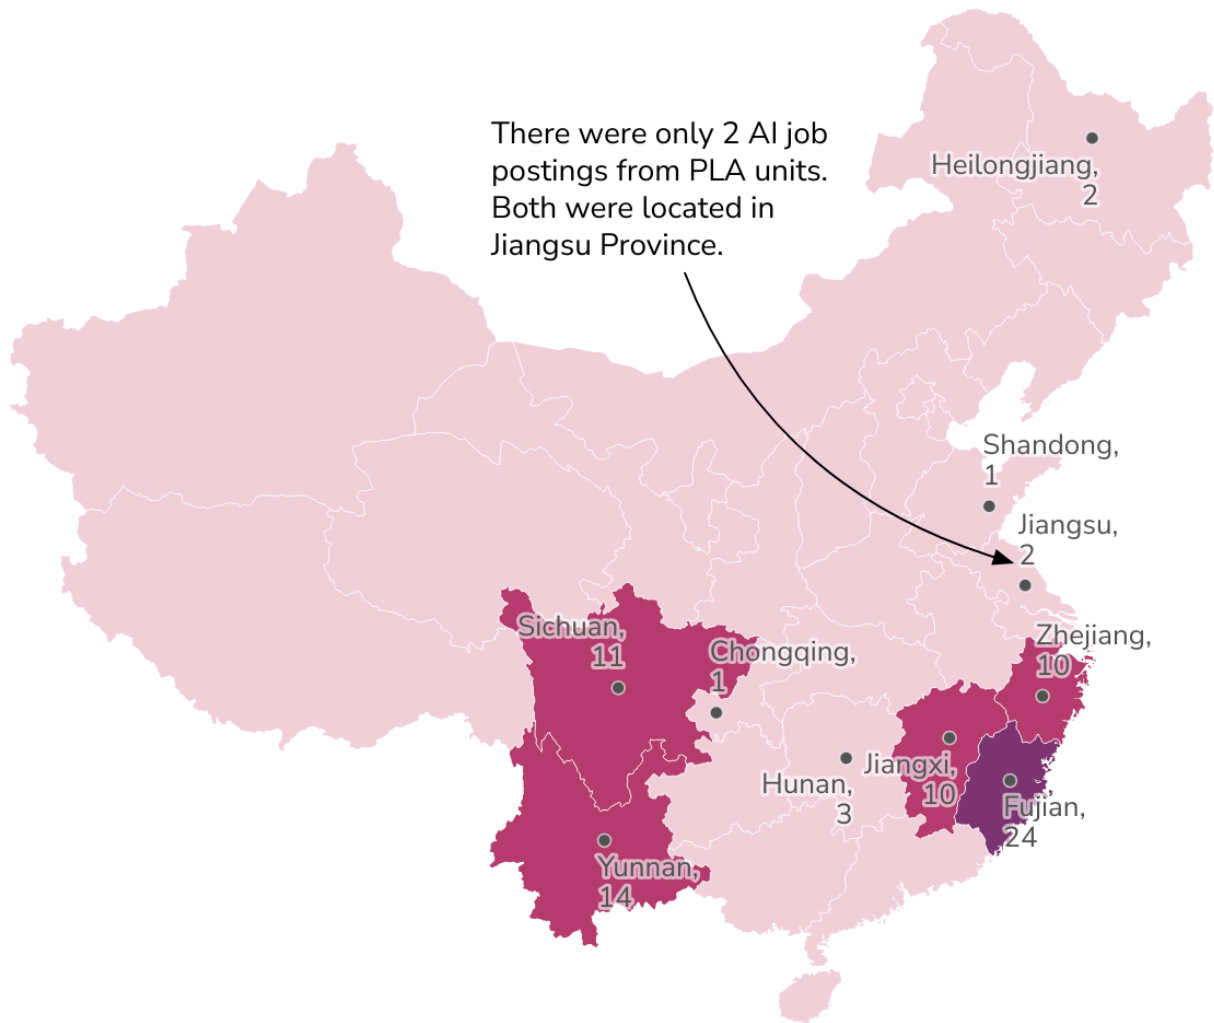 There were only 2 AI job
postings from PLA units.
Both were located in
Jiangsu Province.
Heilongjiang,
2
Shandong,
1
Jiangsu,
2
Zhejiang,
10
Sichuan,
11
Chongqing,
1
Jiangxi,
10
Hunan,
3
Fujian,
24
Yunnan,
14